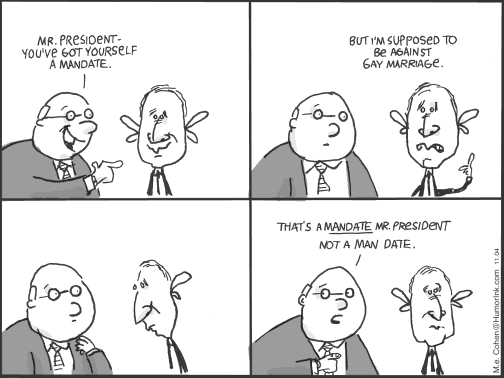 MR. PRESIDENT-
YOU'VE GOT YOURSELF
A MANDATE.
BUT I'M SUPPOSED TO
BE AGAINST
GAY MARRIAGE.
THAT'S A MANDATE MR. PRESIDENT
NOT A MAN DATE.
M.e. Cohen@HumorInk.com 11.04